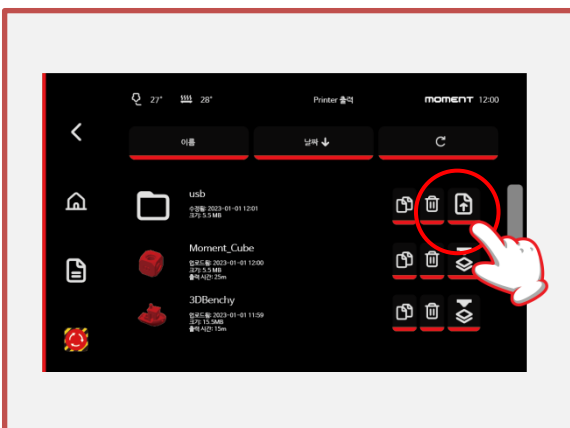 27° 28° Printer 출력 moment 12:00
이름 날짜 ↓
usb
수정됨: 2023-01-01 12:01
크기: 5.5 MB
Moment_Cube
업로드됨: 2023-01-01 12:00
크기: 5.5 MB
출력 시간: 25m
3DBenchy
업로드됨: 2023-01-01 11:59
크기: 15.5MB
출력 시간: 15m